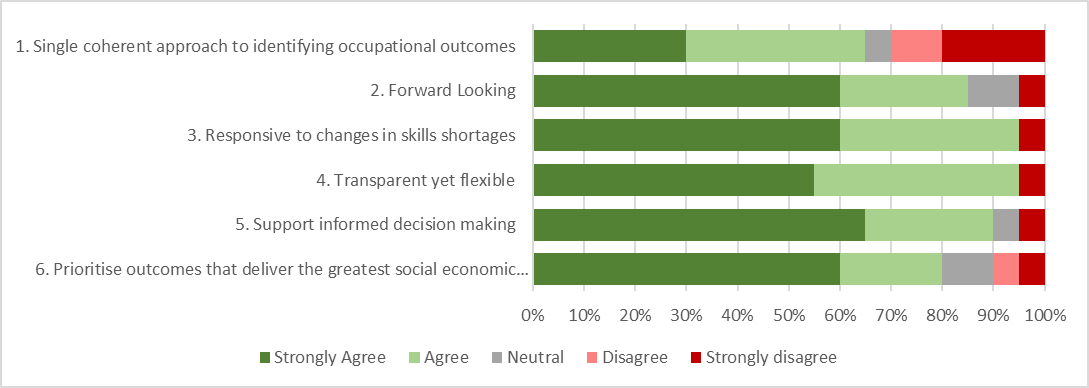 1. Single coherent approach to identifying occupational outcomes
2. Forward Looking
3. Responsive to changes in skills shortages
4. Transparent yet flexible
5. Support informed decision making
6. Prioritise outcomes that deliver the greatest social economic...
0% 10% 20% 30% 40% 50% 60% 70% 80% 90% 100%
Strongly Agree Agree Neutral Disagree Strongly disagree